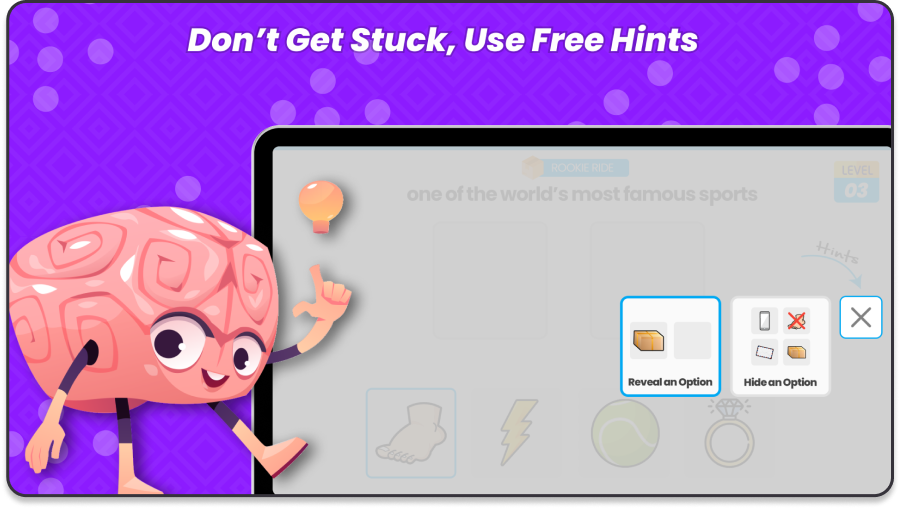 Don't Get Stuck, Use Free Hints
ROOKIE RIDE
LEVEL
03
one of the world's most famous sports
Hints
Reveal an Option
Hide an Option